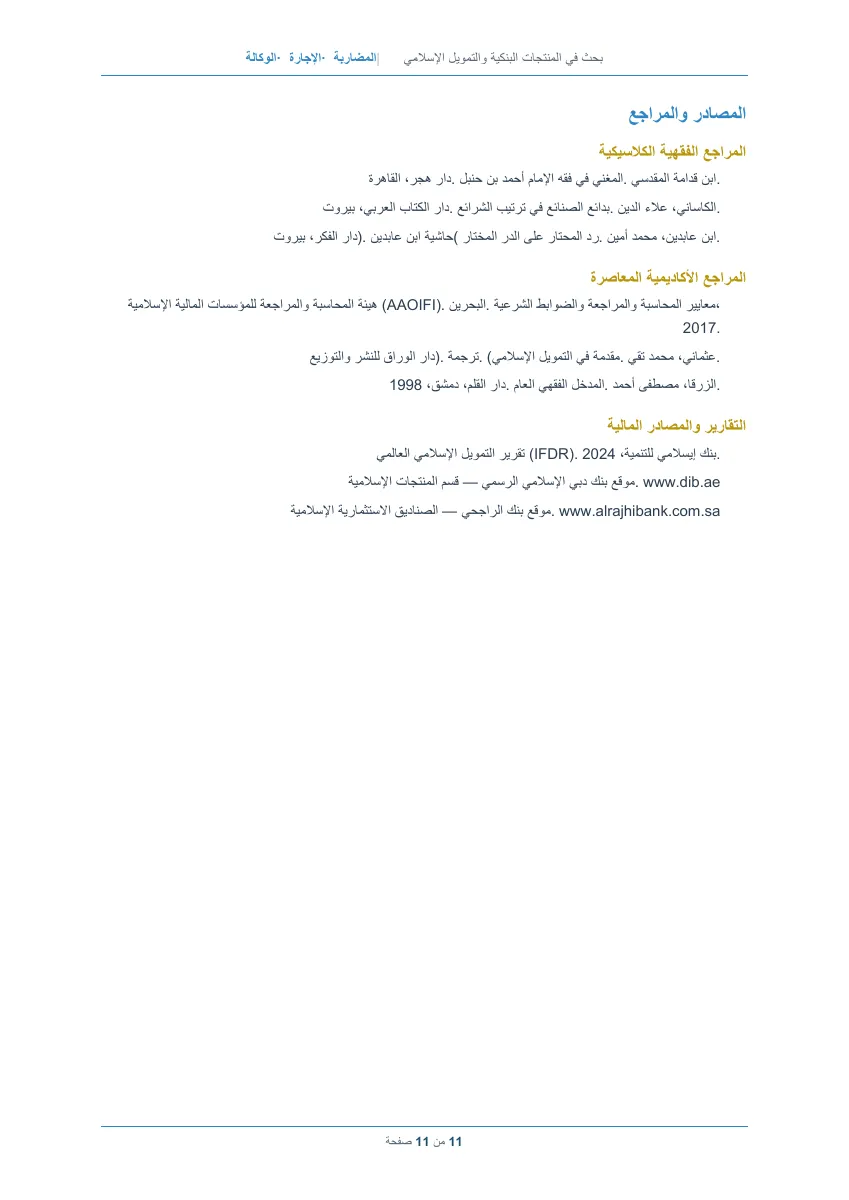 بحث في المنتجات البنكية والتمويل الإسلامي | المضاربة · الإجارة · الوكالة
المصادر والمراجع
المراجع الفقهية الكلاسيكية
.ابن قدامة المقدسي .المغني في فقه الإمام أحمد بن حنبل .دار هجر، القاهرة
.الكاساني، علاء الدين .بدائع الصنائع في ترتيب الشرائع .دار الكتاب العربي، بيروت
.ابن عابدين، محمد أمين .رد المحتار على الدر المختار )حاشية ابن عابدين .(دار الفكر، بيروت
المراجع الأكاديمية المعاصرة
،معايير المحاسبة والمراجعة والضوابط الشرعية .البحرين .(AAOIFI) هيئة المحاسبة والمراجعة للمؤسسات المالية الإسلامية
2017.
.عثماني، محمد تقي .مقدمة في التمويل الإسلامي) .ترجمة .(دار الوراق للنشر والتوزيع
.الزرقا، مصطفى أحمد .المدخل الفقهي العام .دار القلم، دمشق، 1998
التقارير والمصادر المالية
.بنك إيسلامي للتنمية، 2024 .(IFDR) تقرير التمويل الإسلامي العالمي
www.dib.ae .موقع بنك دبي الإسلامي الرسمي — قسم المنتجات الإسلامية
www.alrajhibank.com.sa .موقع بنك الراجحي — الصناديق الاستثمارية الإسلامية
11 من 11 صفحة